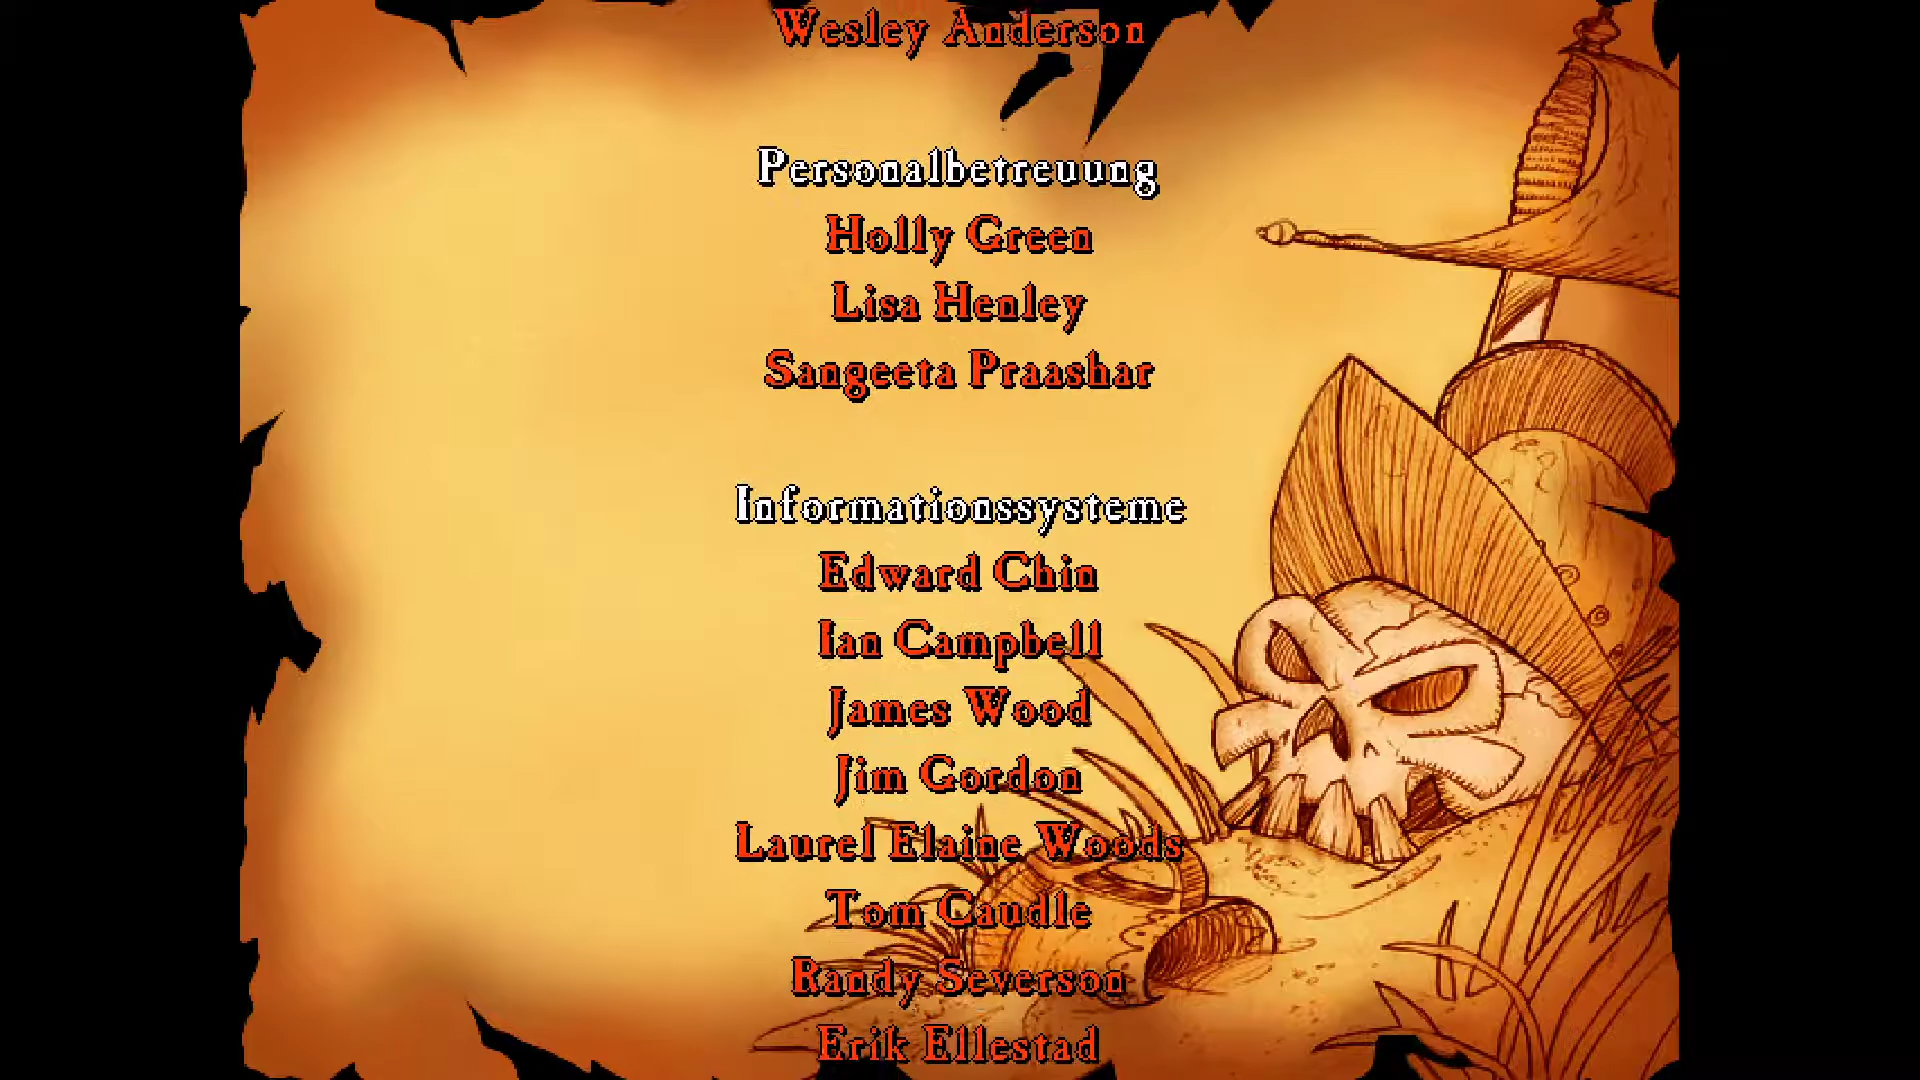 Wesley Anderson
Personalbetreuung
Holly Green
Lisa Henley
Sangeeta Praashar
Informationssysteme
Edward Chin
Ian Campbell
James Wood
Jim Gordon
Laurel Elaine Woods
Tom Caudle
Randy Severson
Erik Ellestad